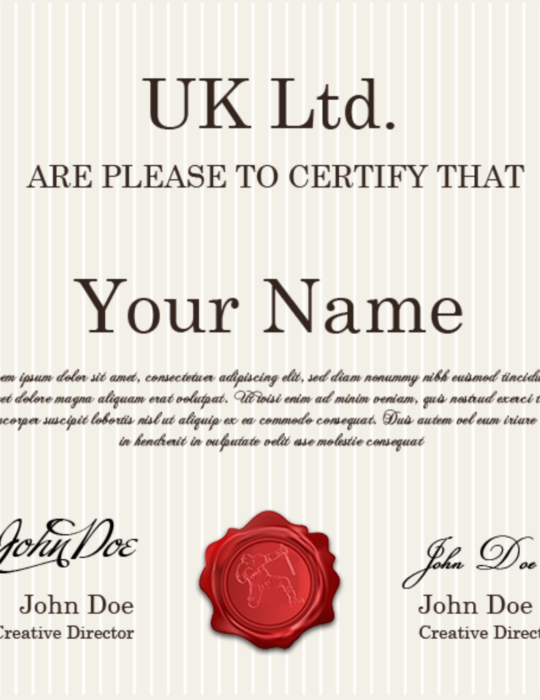 UK Ltd.
ARE PLEASE TO CERTIFY THAT
Your Name
em ipsum dolor sit amet, consectetuer adipiscing elit, sed diam nonummy nibh euismod tincidu
et dolore magna aliquam erat volutpat. Ut wisi enim ad minim veniam, quis nostrud exerci t
ncorper suscipit lobortis nisl ut aliquip ex ea commodo consequat. Duis autem vel eum iriure
in hendrerit in vulputate velit esse molestie consequat
John Doe John Doe
John Doe John Doe
Creative Director Creative Direct